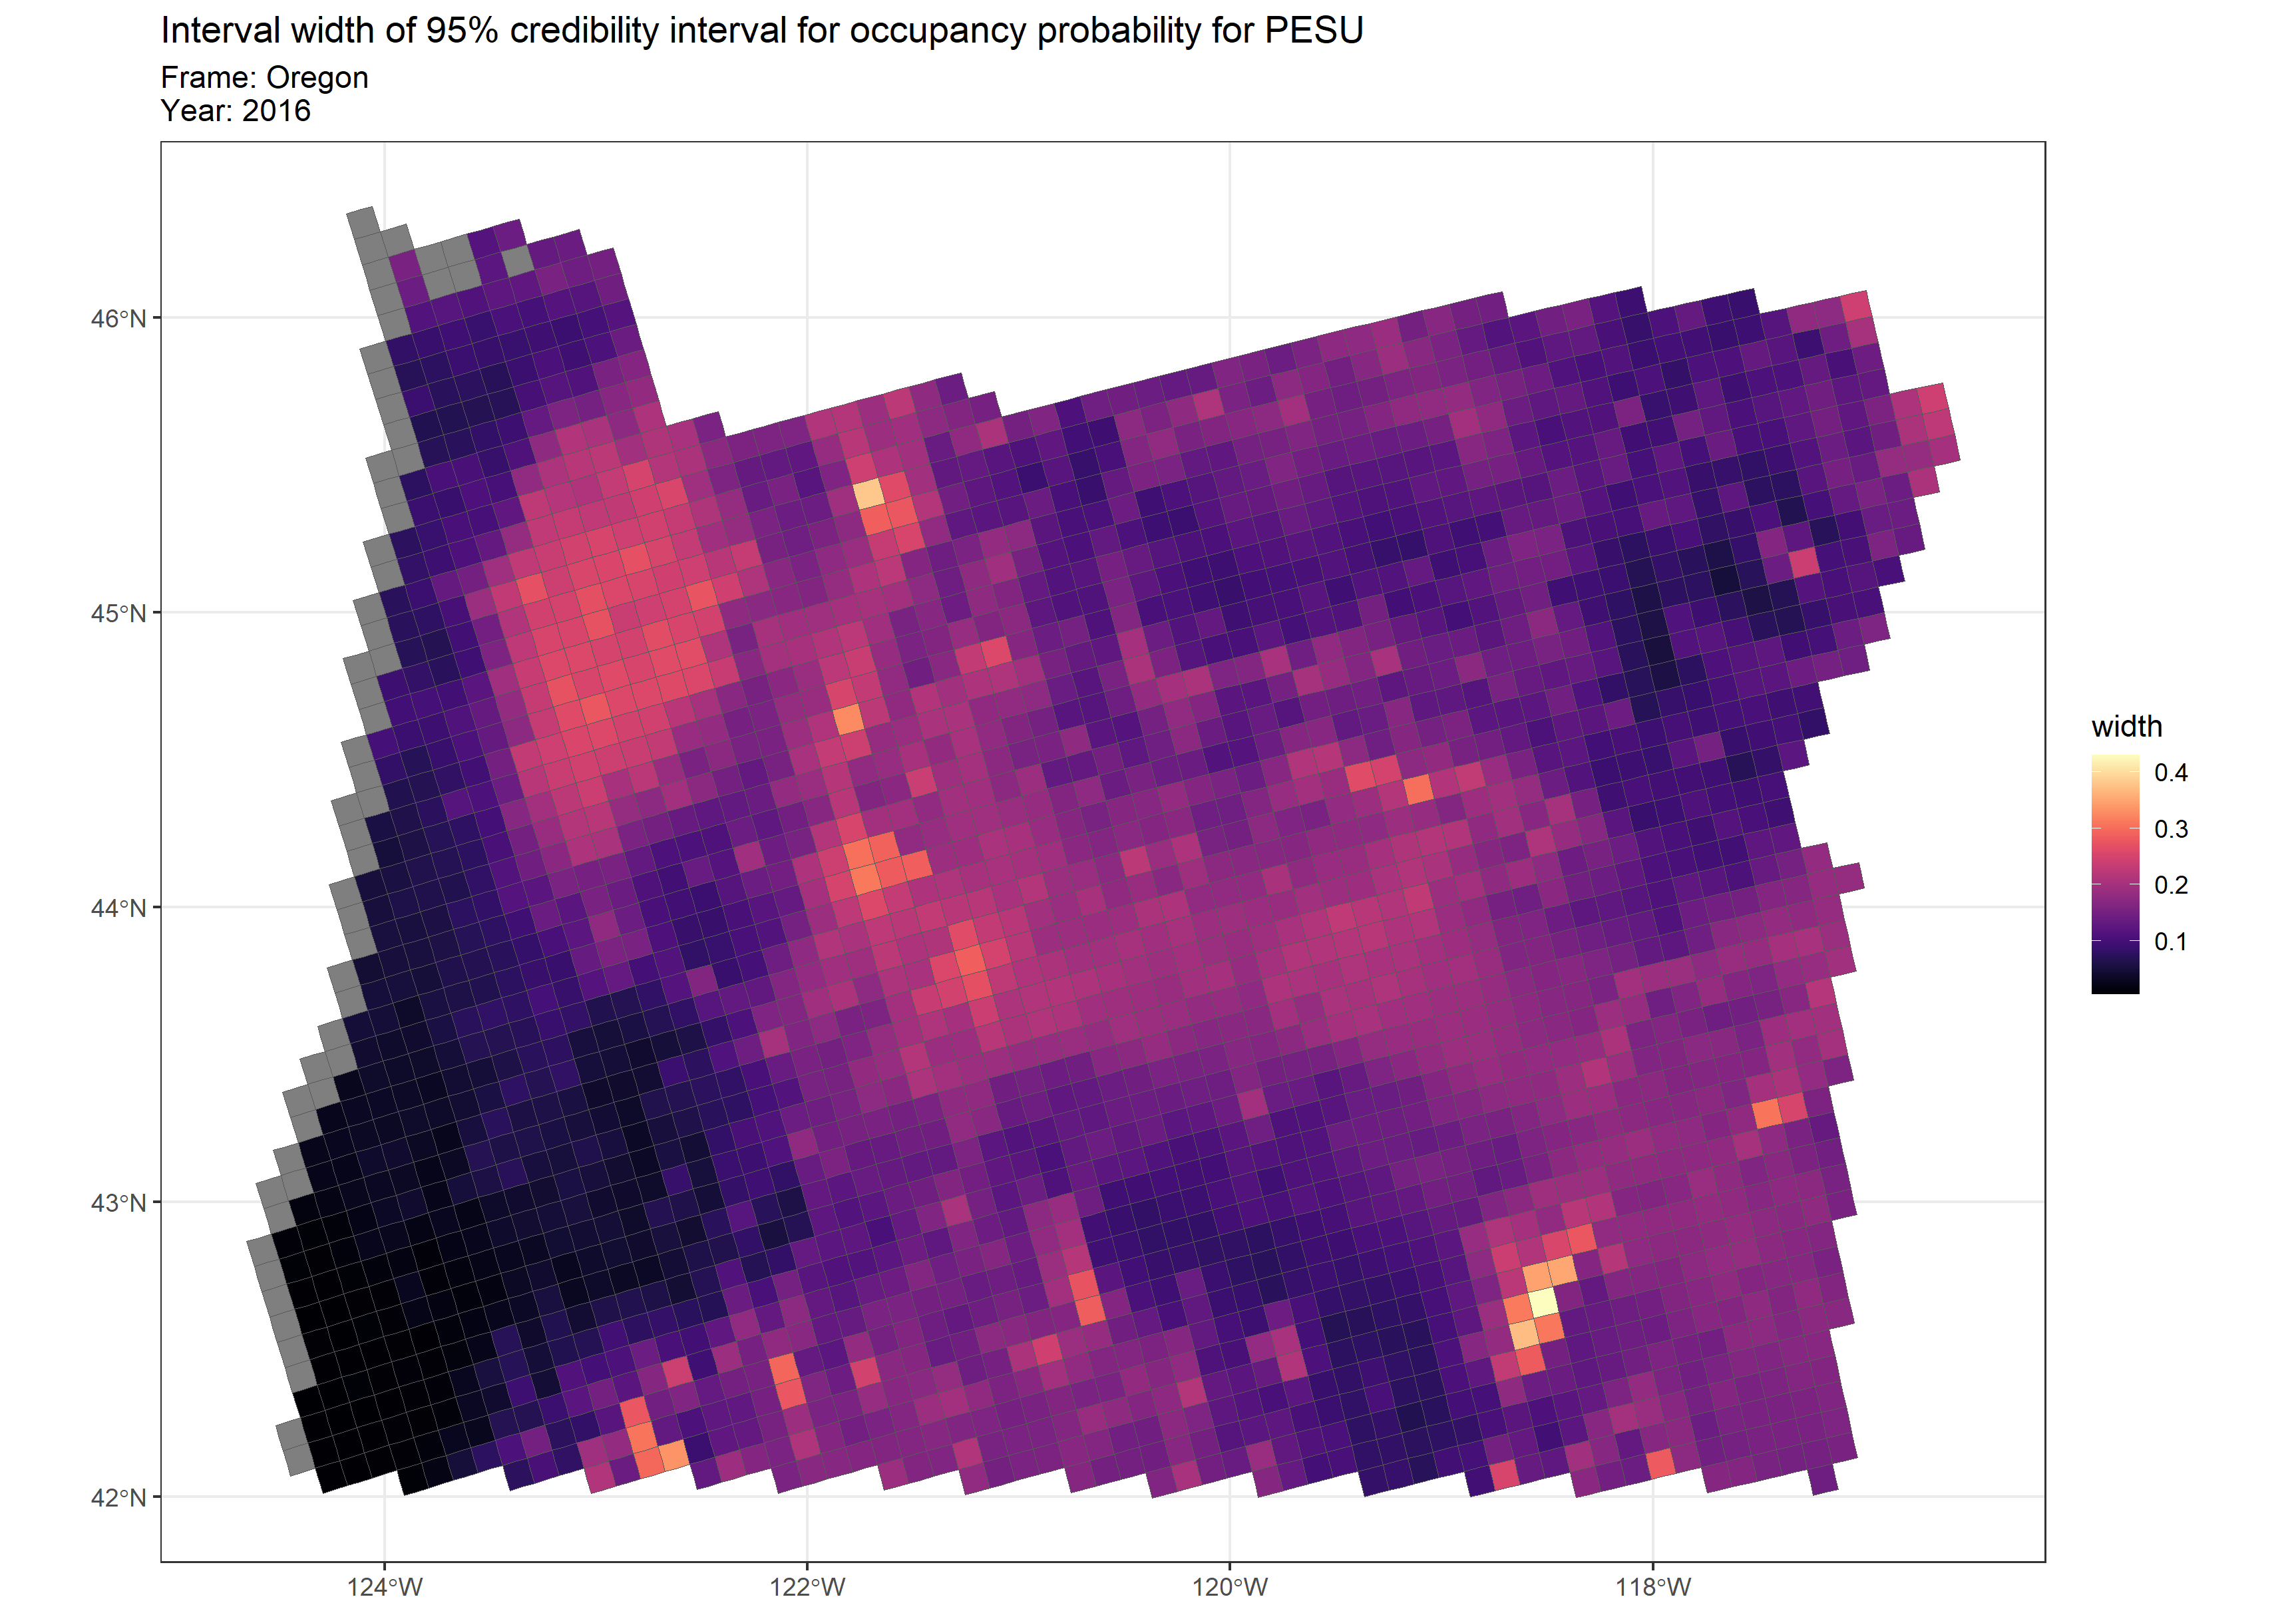 Interval width of 95% credibility interval for occupancy probability for PESU
Frame: Oregon
Year: 2016
46°N
45°N
44°N
43°N
42°N
124°W
122°W
120°W
118°W
width
0.4
0.3
0.2
0.1